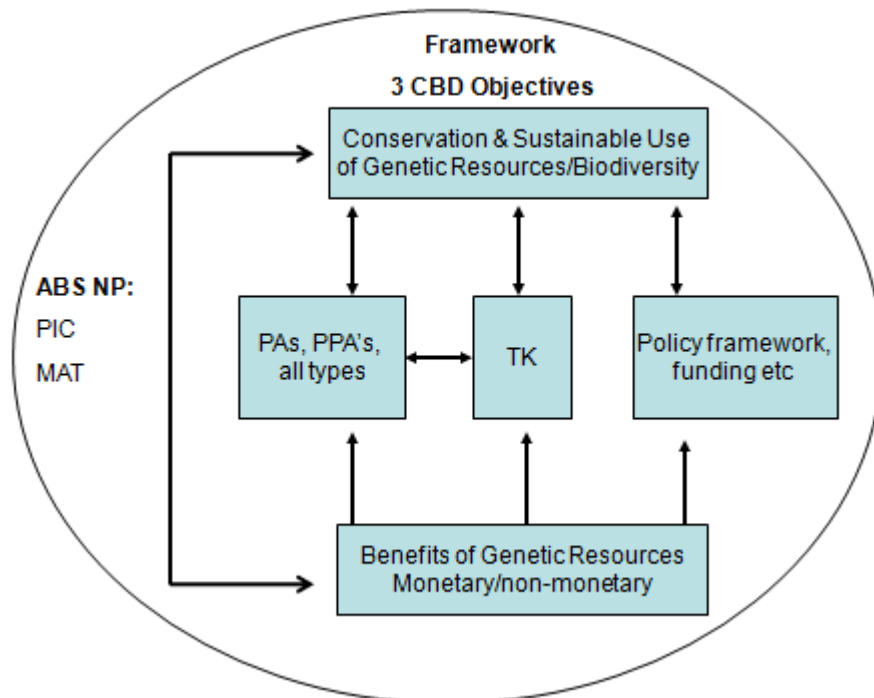 Framework
3 CBD Objectives
Conservation & Sustainable Use
of Genetic Resources/Biodiversity
ABS NP:
PIC
MAT
PAs, PPA's,
all types
TK
Policy framework,
funding etc
Benefits of Genetic Resources
Monetary/non-monetary